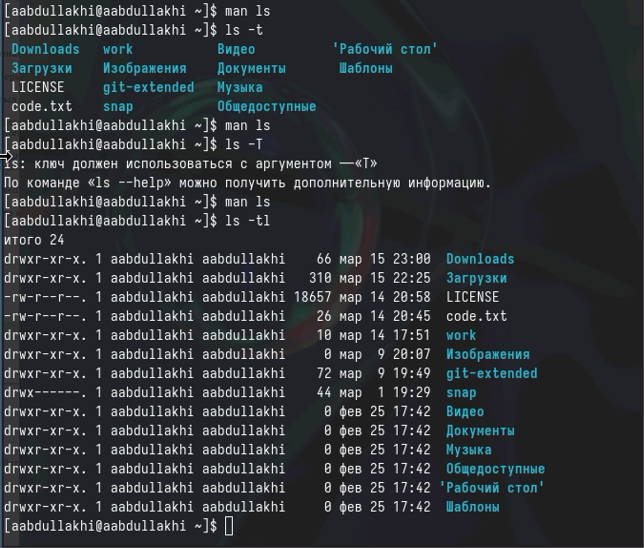 [aabdullakhi@aabdullakhi ~]$ man ls
[aabdullakhi@aabdullakhi ~]$ ls -t
Downloads work Видео 'Рабочий стол'
Загрузки Изображения Документы Шаблоны
LICENSE git-extended Музыка
code.txt snap Общедоступные
[aabdullakhi@aabdullakhi ~]$ man ls
[aabdullakhi@aabdullakhi ~]$ ls -T
ls: ключ должен использоваться с аргументом —«T»
По команде «ls --help» можно получить дополнительную информацию.
[aabdullakhi@aabdullakhi ~]$ man ls
[aabdullakhi@aabdullakhi ~]$ ls -tl
итого 24
drwxr-xr-x. 1 aabdullakhi aabdullakhi 66 мар 15 23:00 Downloads
drwxr-xr-x. 1 aabdullakhi aabdullakhi 310 мар 15 22:25 Загрузки
-rw-r--r--. 1 aabdullakhi aabdullakhi 18657 мар 14 20:58 LICENSE
-rw-r--r--. 1 aabdullakhi aabdullakhi 26 мар 14 20:45 code.txt
drwxr-xr-x. 1 aabdullakhi aabdullakhi 10 мар 14 17:51 work
drwxr-xr-x. 1 aabdullakhi aabdullakhi 0 мар 9 20:07 Изображения
drwxr-xr-x. 1 aabdullakhi aabdullakhi 72 мар 9 19:49 git-extended
drwx------. 1 aabdullakhi aabdullakhi 44 мар 1 19:29 snap
drwxr-xr-x. 1 aabdullakhi aabdullakhi 0 фев 25 17:42 Видео
drwxr-xr-x. 1 aabdullakhi aabdullakhi 0 фев 25 17:42 Документы
drwxr-xr-x. 1 aabdullakhi aabdullakhi 0 фев 25 17:42 Музыка
drwxr-xr-x. 1 aabdullakhi aabdullakhi 0 фев 25 17:42 Общедоступные
drwxr-xr-x. 1 aabdullakhi aabdullakhi 0 фев 25 17:42 'Рабочий стол'
drwxr-xr-x. 1 aabdullakhi aabdullakhi 0 фев 25 17:42 Шаблоны
[aabdullakhi@aabdullakhi ~]$